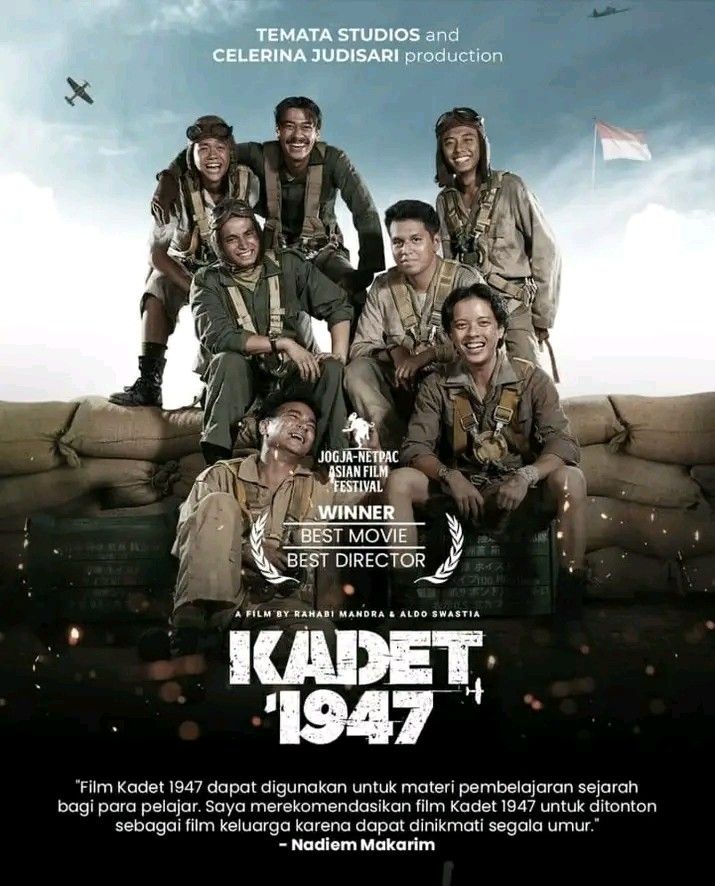 TEMATA STUDIOS and
CELERINA JUDISARI production
JOGJA-NETPAC
ASIAN FILM
FESTIVAL
WINNER
BEST MOVIE
BEST DIRECTOR
A FILM BY RAHABI MANDRA & ALDO SWASTIA
KADET
'1947
"Film Kadet 1947 dapat digunakan untuk materi pembelajaran sejarah
bagi para pelajar. Saya merekomendasikan film Kadet 1947 untuk ditonton
sebagai film keluarga karena dapat dinikmati segala umur."
- Nadiem Makarim